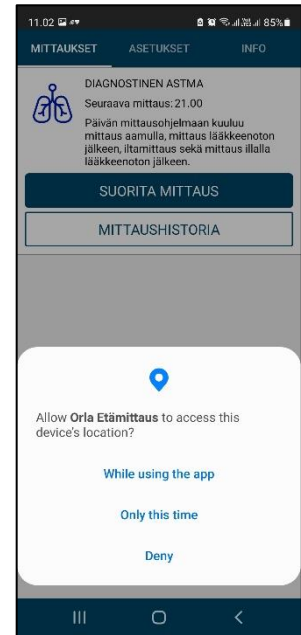 11.02 85%
MITTAUKSET ASETUKSET INFO
DIAGNOSTINEN ASTMA
Seuraava mittaus: 21.00
Päivän mittausohjelmaan kuuluu
mittaus aamulla, mittaus lääkkeenoton
jälkeen, iltamittaus sekä mittaus illalla
lääkkeenoton jälkeen.
SUORITA MITTAUS
MITTAUSHISTORIA
Allow Orla Etämittaus to access this
device's location?
While using the app
Only this time
Deny